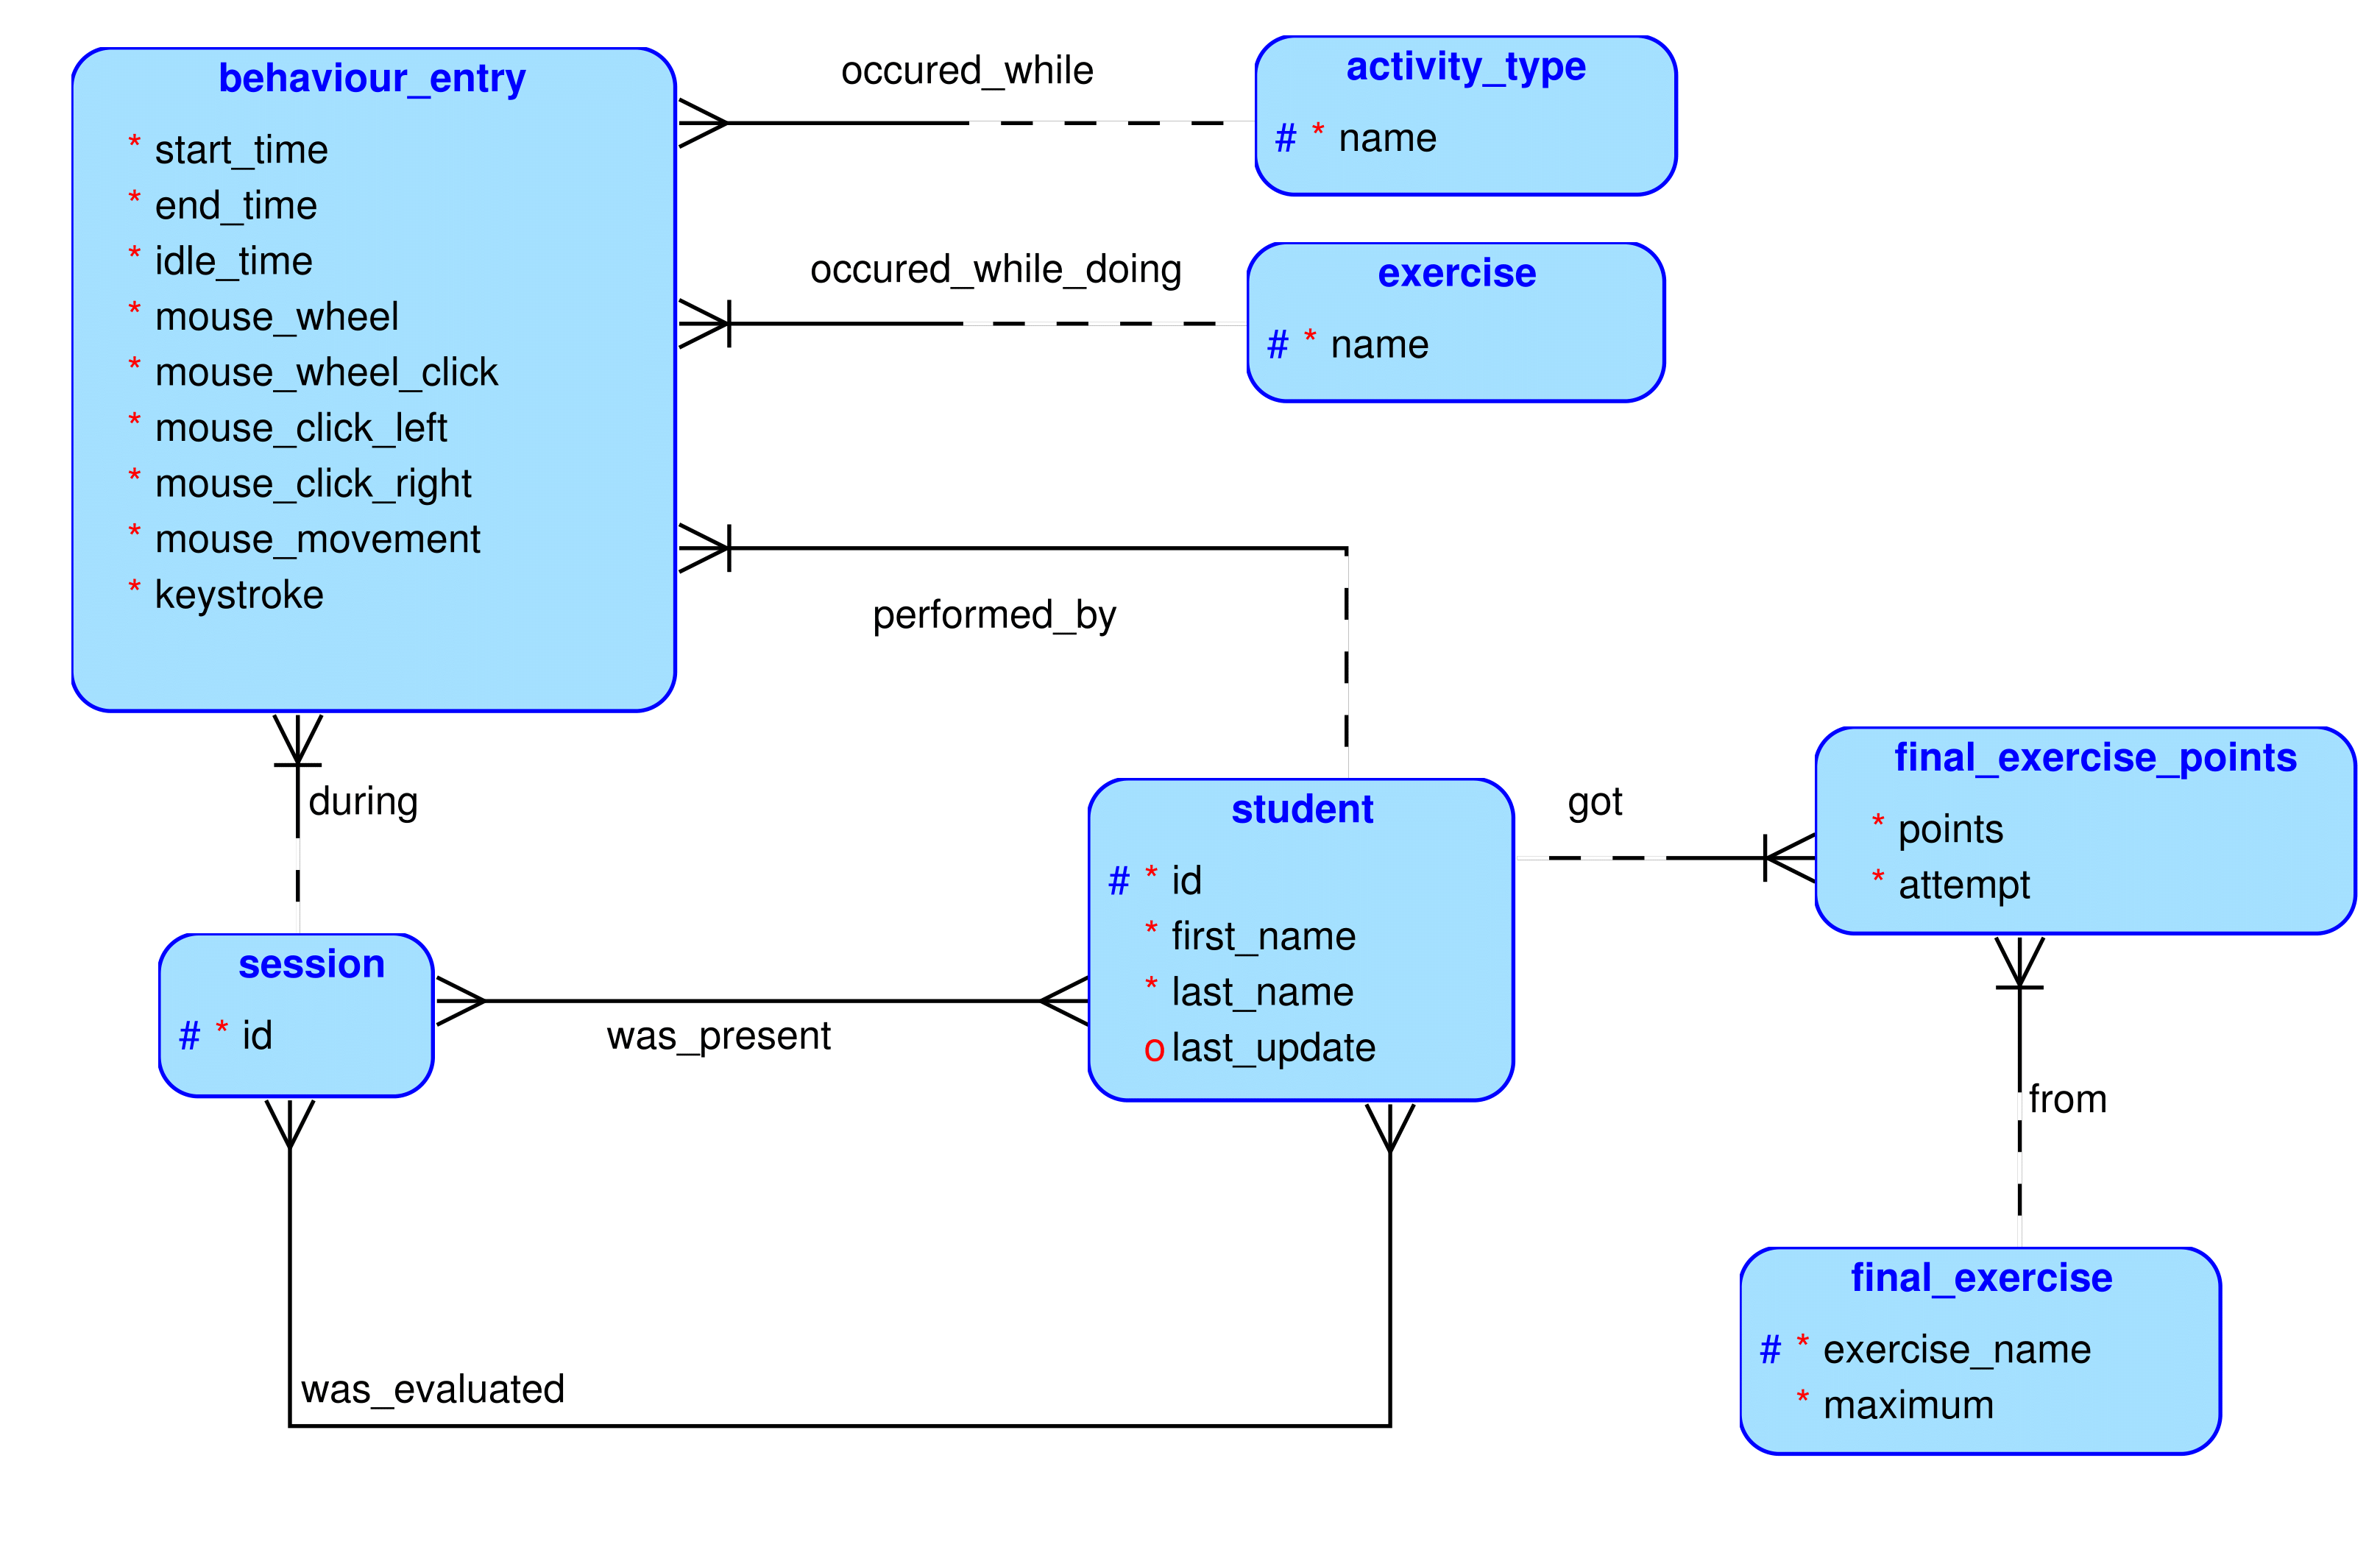 behaviour_entry
* start_time
* end_time
* idle_time
* mouse_wheel
* mouse_wheel_click
* mouse_click_left
* mouse_click_right
* mouse_movement
* keystroke
occured_while
activity_type
# * name
occured_while_doing
exercise
# * name
performed_by
during
session
# * id
was_present
student
# * id
* first_name
* last_name
o last_update
got
final_exercise_points
* points
* attempt
from
was_evaluated
final_exercise
# * exercise_name
* maximum